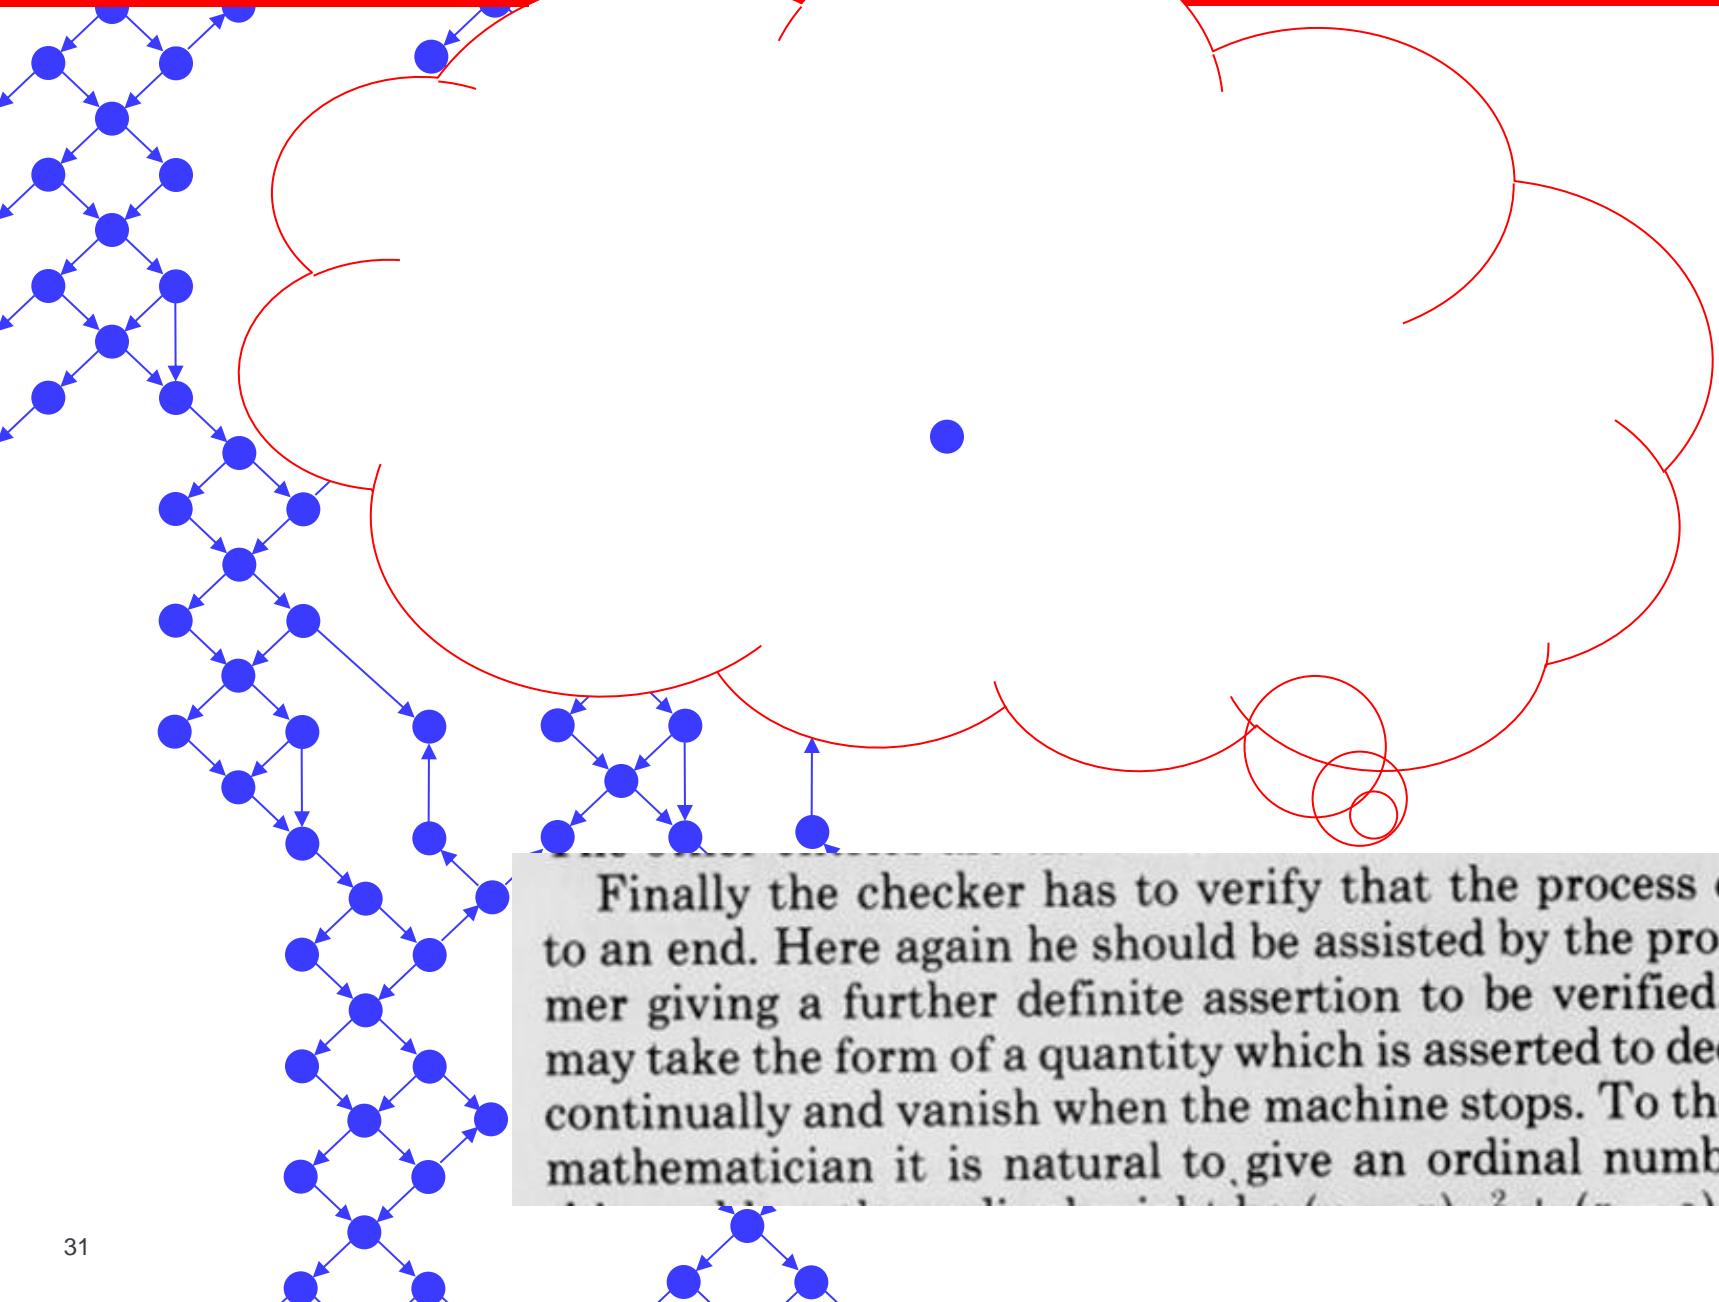 Finally the checker has to verify that the process
to an end. Here again he should be assisted by the pro
mer giving a further definite assertion to be verified
may take the form of a quantity which is asserted to dec
continually and vanish when the machine stops. To the
mathematician it is natural to give an ordinal numb
31